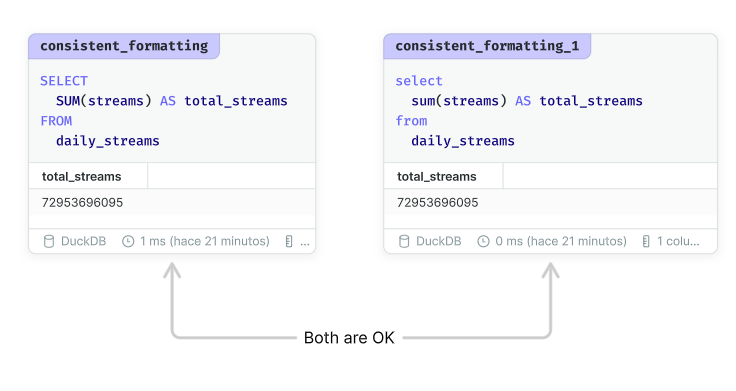 consistent_formatting
SELECT
SUM(streams) AS total_streams
FROM
daily_streams
total_streams
72953696095
DuckDB 1 ms (hace 21 minutos) ...
consistent_formatting_1
select
sum(streams) AS total_streams
from
daily_streams
total_streams
72953696095
DuckDB 0 ms (hace 21 minutos) 1 colu...
Both are OK